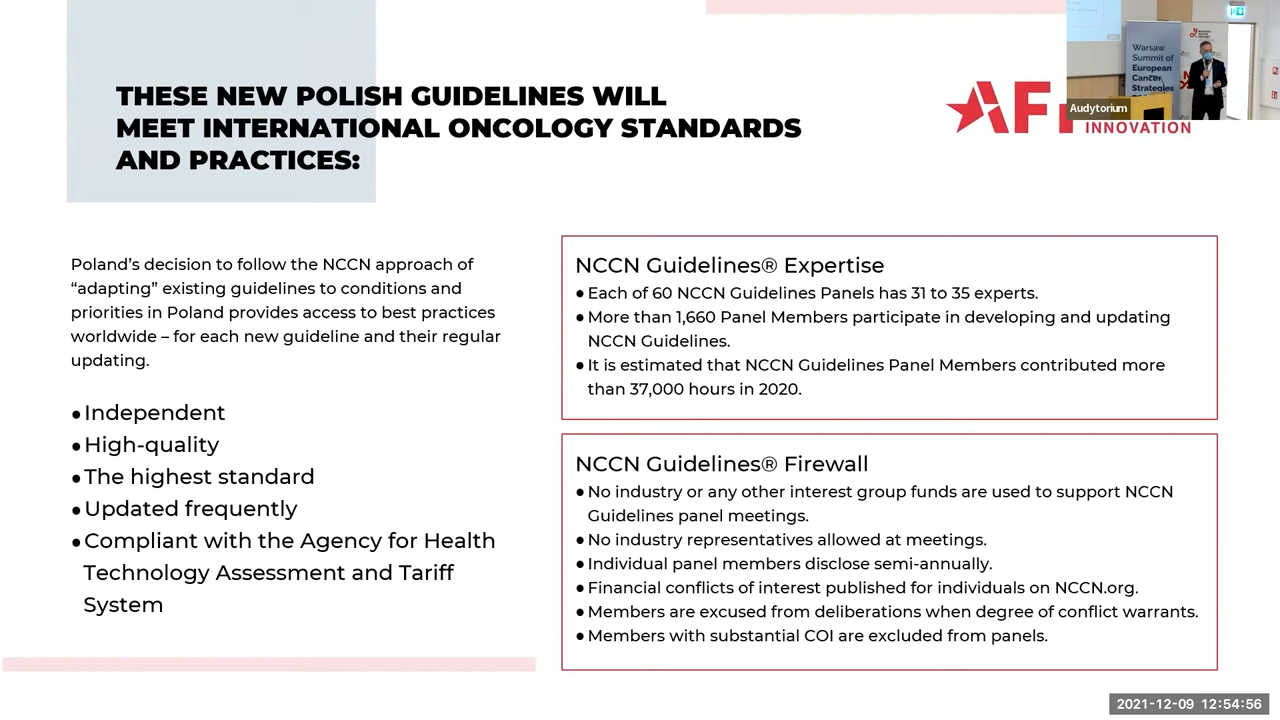 THESE NEW POLISH GUIDELINES WILL
MEET INTERNATIONAL ONCOLOGY STANDARDS
AND PRACTICES:
INNOVATION
Warsaw
Summit of
European
Cancer
Strategies
Audytorium
Poland’s decision to follow the NCCN approach of
“adapting” existing guidelines to conditions and
priorities in Poland provides access to best practices
worldwide – for each new guideline and their regular
updating.
●Independent
●High-quality
●The highest standard
●Updated frequently
●Compliant with the Agency for Health
Technology Assessment and Tariff
System
NCCN Guidelines® Expertise
●Each of 60 NCCN Guidelines Panels has 31 to 35 experts.
●More than 1,660 Panel Members participate in developing and updating
NCCN Guidelines.
●It is estimated that NCCN Guidelines Panel Members contributed more
than 37,000 hours in 2020.
NCCN Guidelines® Firewall
●No industry or any other interest group funds are used to support NCCN
Guidelines panel meetings.
●No industry representatives allowed at meetings.
●Individual panel members disclose semi-annually.
●Financial conflicts of interest published for individuals on NCCN.org.
●Members are excused from deliberations when degree of conflict warrants.
●Members with substantial COI are excluded from panels.
2021-12-09 12:54:56